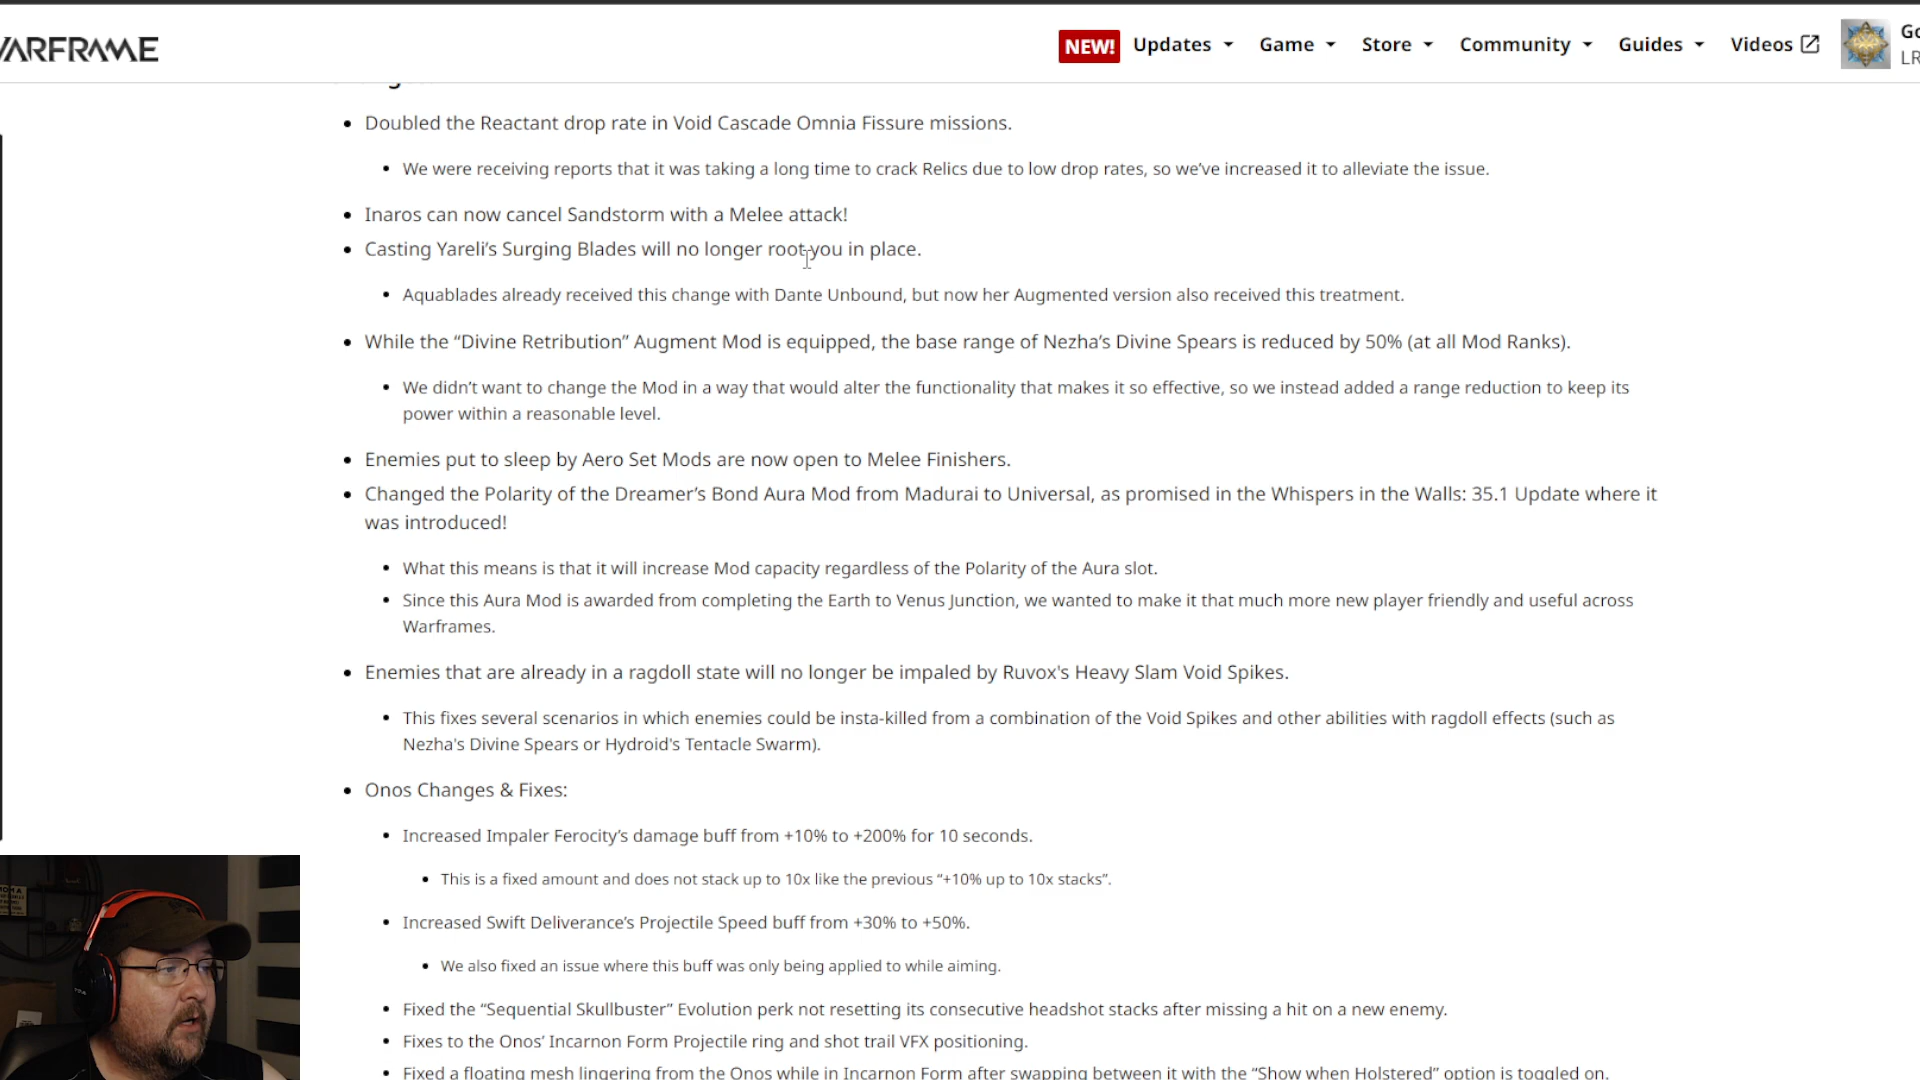 WARFRAME
NEW! Updates Game Store Community Guides Videos
Go
LR
Doubled the Reactant drop rate in Void Cascade Omnia Fissure missions.
We were receiving reports that it was taking a long time to crack Relics due to low drop rates, so we've increased it to alleviate the issue.
Inaros can now cancel Sandstorm with a Melee attack!
Casting Yareli's Surging Blades will no longer root you in place.
Aquablades already received this change with Dante Unbound, but now her Augmented version also received this treatment.
While the “Divine Retribution” Augment Mod is equipped, the base range of Nezha's Divine Spears is reduced by 50% (at all Mod Ranks).
We didn't want to change the Mod in a way that would alter the functionality that makes it so effective, so we instead added a range reduction to keep its
power within a reasonable level.
Enemies put to sleep by Aero Set Mods are now open to Melee Finishers.
Changed the Polarity of the Dreamer's Bond Aura Mod from Madurai to Universal, as promised in the Whispers in the Walls: 35.1 Update where it
was introduced!
What this means is that it will increase Mod capacity regardless of the Polarity of the Aura slot.
Since this Aura Mod is awarded from completing the Earth to Venus Junction, we wanted to make it that much more new player friendly and useful across
Warframes.
Enemies that are already in a ragdoll state will no longer be impaled by Ruvox's Heavy Slam Void Spikes.
This fixes several scenarios in which enemies could be insta-killed from a combination of the Void Spikes and other abilities with ragdoll effects (such as
Nezha's Divine Spears or Hydroid's Tentacle Swarm).
Onos Changes & Fixes:
Increased Impaler Ferocity's damage buff from +10% to +200% for 10 seconds.
This is a fixed amount and does not stack up to 10x like the previous “+10% up to 10x stacks”.
Increased Swift Deliverance's Projectile Speed buff from +30% to +50%.
We also fixed an issue where this buff was only being applied to while aiming.
Fixed the “Sequential Skullbuster” Evolution perk not resetting its consecutive headshot stacks after missing a hit on a new enemy.
Fixes to the Onos' Incarnon Form Projectile ring and shot trail VFX positioning.
Fixed a floating mesh lingering from the Onos while in Incarnon Form after swapping between it with the “Show when Holstered” option is toggled on.